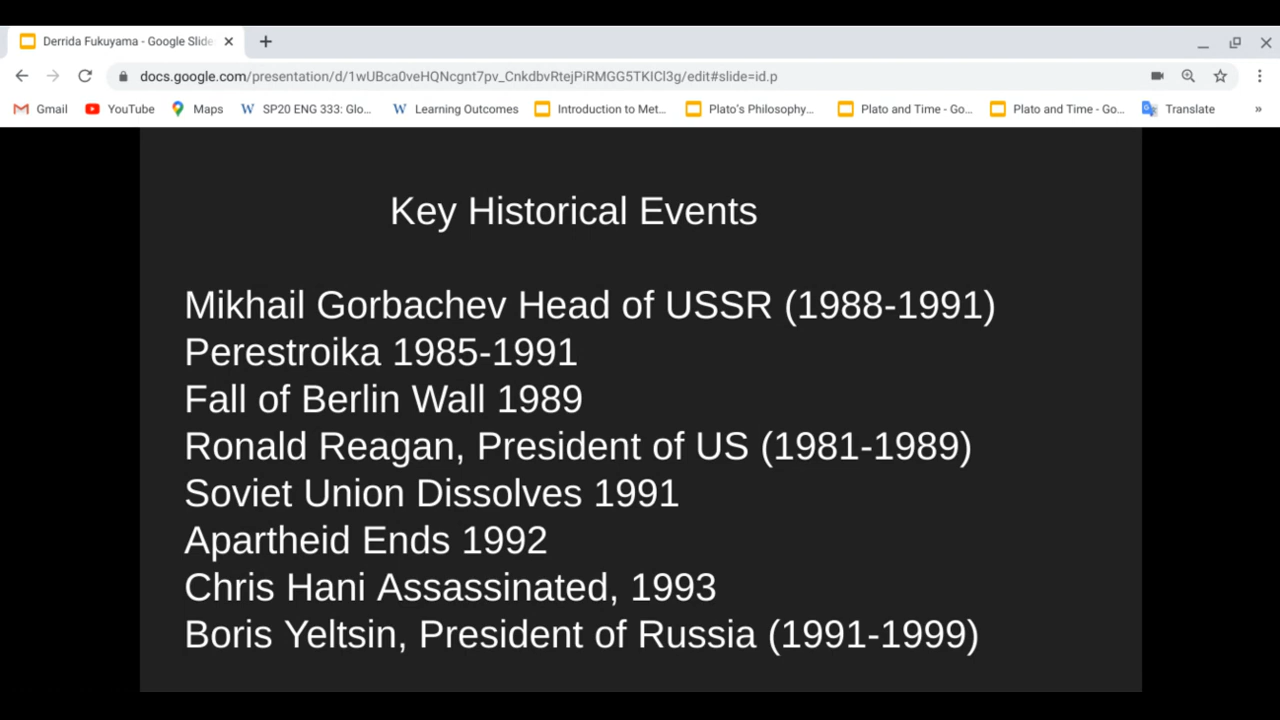 Derrida Fukuyama - Google Slide
docs.google.com/presentation/d/1wUBca0veHQNcgnt7pv_CnkdbvRtejPiRMGG5TKICl3g/edit#slide=id.p
Gmail YouTube Maps SP20 ENG 333: Glo... Learning Outcomes Introduction to Met... Plato's Philosophy... Plato and Time - Go... Plato and Time - Go... Translate »
Key Historical Events
Mikhail Gorbachev Head of USSR (1988-1991)
Perestroika 1985-1991
Fall of Berlin Wall 1989
Ronald Reagan, President of US (1981-1989)
Soviet Union Dissolves 1991
Apartheid Ends 1992
Chris Hani Assassinated, 1993
Boris Yeltsin, President of Russia (1991-1999)